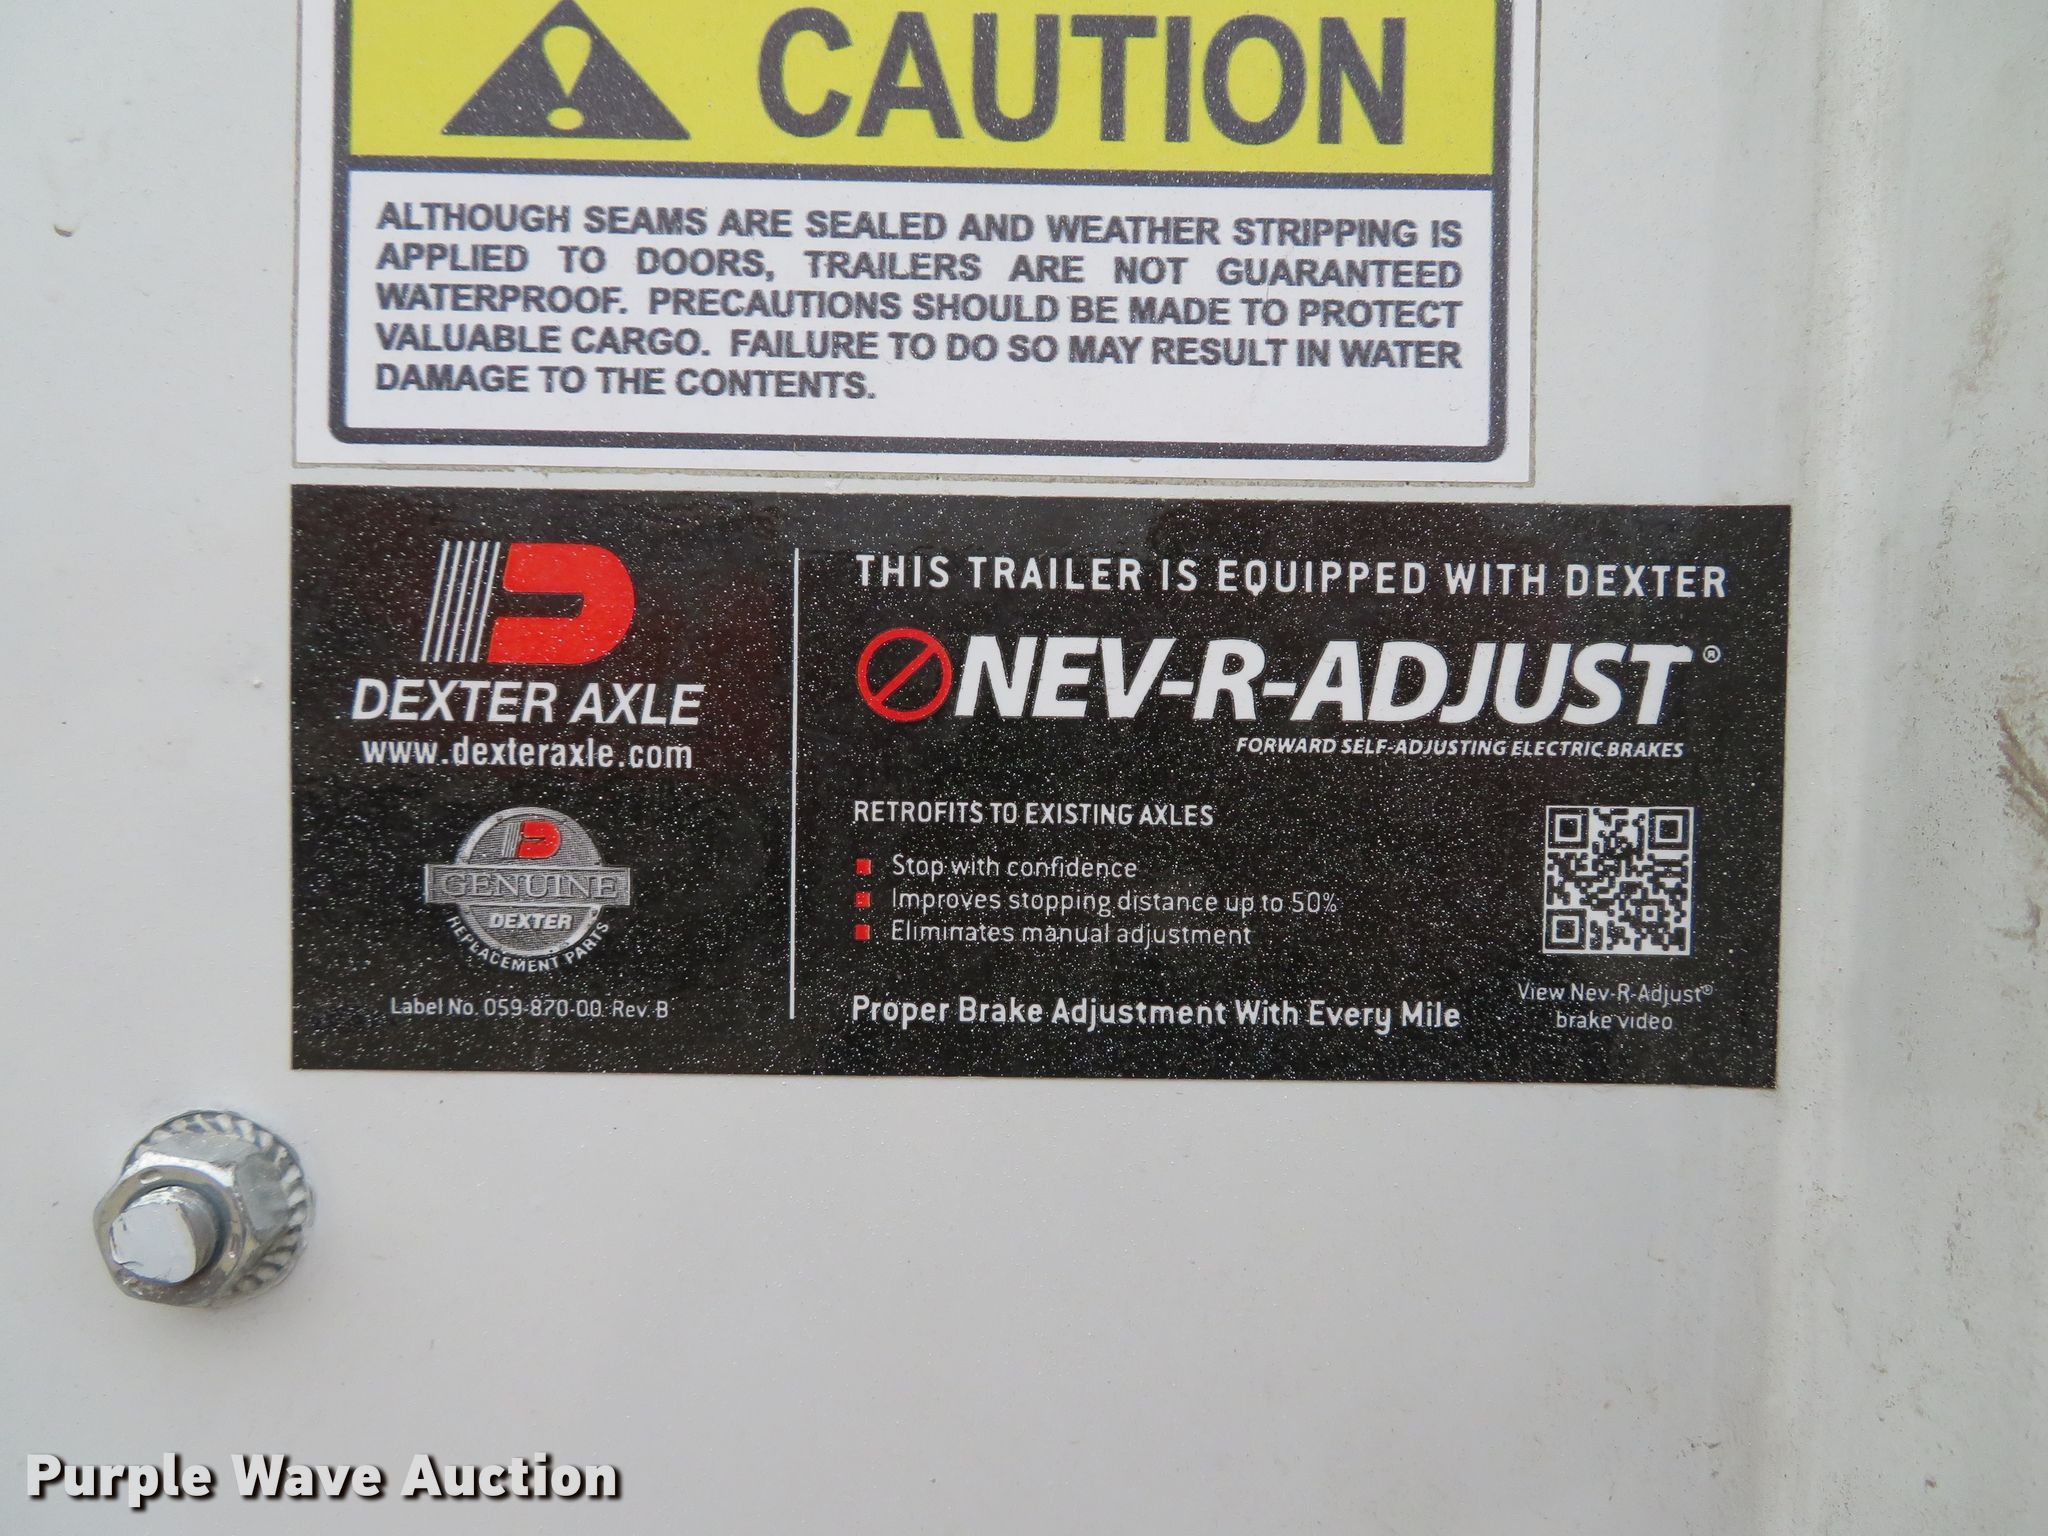 CAUTION
ALTHOUGH SEAMS ARE SEALED AND WEATHER STRIPPING IS
APPLIED TO DOORS, TRAILERS ARE NOT GUARANTEED
WATERPROOF. PRECAUTIONS SHOULD BE MADE TO PROTECT
VALUABLE CARGO. FAILURE TO DO SO MAY RESULT IN WATER
DAMAGE TO THE CONTENTS.
DEXTER AXLE
www.dexteraxle.com
GENUINE
DEXTER
REPLACEMENT PARTS
Label No. 059-870-00 Rev. B
THIS TRAILER IS EQUIPPED WITH DEXTER
NEV-R-ADJUST®
FORWARD SELF-ADJUSTING ELECTRIC BRAKES
RETROFITS TO EXISTING AXLES
Stop with confidence
Improves stopping distance up to 50%
Eliminates manual adjustment
Proper Brake Adjustment With Every Mile
View Nev-R-Adjust®
brake video
Purple Wave Auction